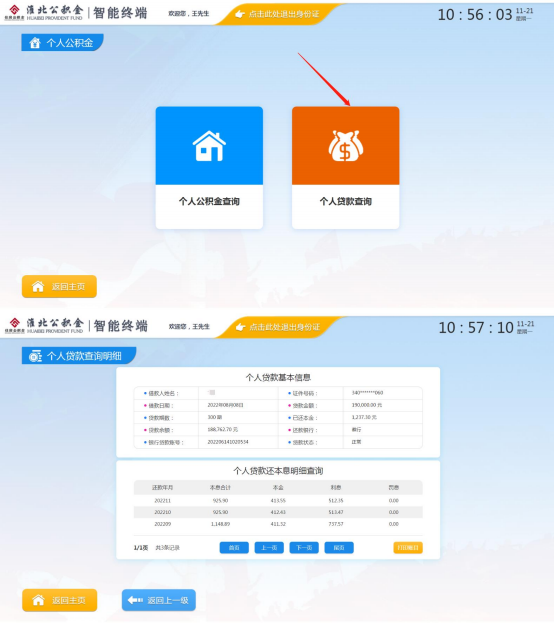 淮北公积金 智能终端 欢迎您，王先生 点击此处退出身份证 10：56：03 11-21 星期一
HUAIBEI PROVIDENT FUND
个人公积金
个人公积金查询 个人贷款查询
返回主页
淮北公积金 智能终端 欢迎您，王先生 点击此处退出身份证 10：57：10 11-21 星期一
HUAIBEI PROVIDENT FUND
个人贷款查询明细
个人贷款基本信息
借款人姓名： 证件号码： 340*******060
借款日期： 2022年06月08日 贷款金额： 190,000.00 元
贷款期数： 300 期 已还本金： 1,237.30 元
贷款余额： 188,762.70 元 还款银行：
银行贷款账号： 202206141020534 贷款状态： 正常
个人贷款还本息明细查询
还款年月 本息合计 本金 利息 罚息
202211 925.90 413.55 512.35 0.00
202210 925.90 412.43 513.47 0.00
202209 1,148.89 411.32 737.57 0.00
1/1页 共3条记录 首页 上一页 下一页 尾页
返回主页 返回上一级